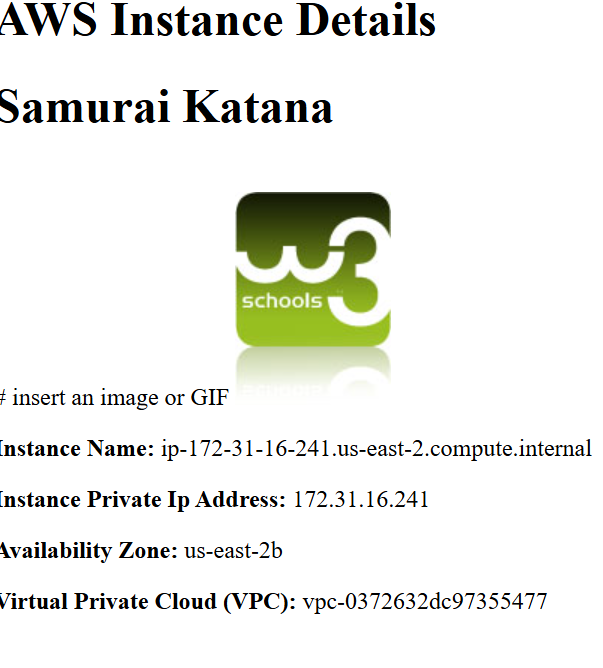 AWS Instance Details
Samurai Katana
w3
schools
# insert an image or GIF
Instance Name: ip-172-31-16-241.us-east-2.compute.internal
Instance Private Ip Address: 172.31.16.241
Availability Zone: us-east-2b
Virtual Private Cloud (VPC): vpc-0372632dc97355477